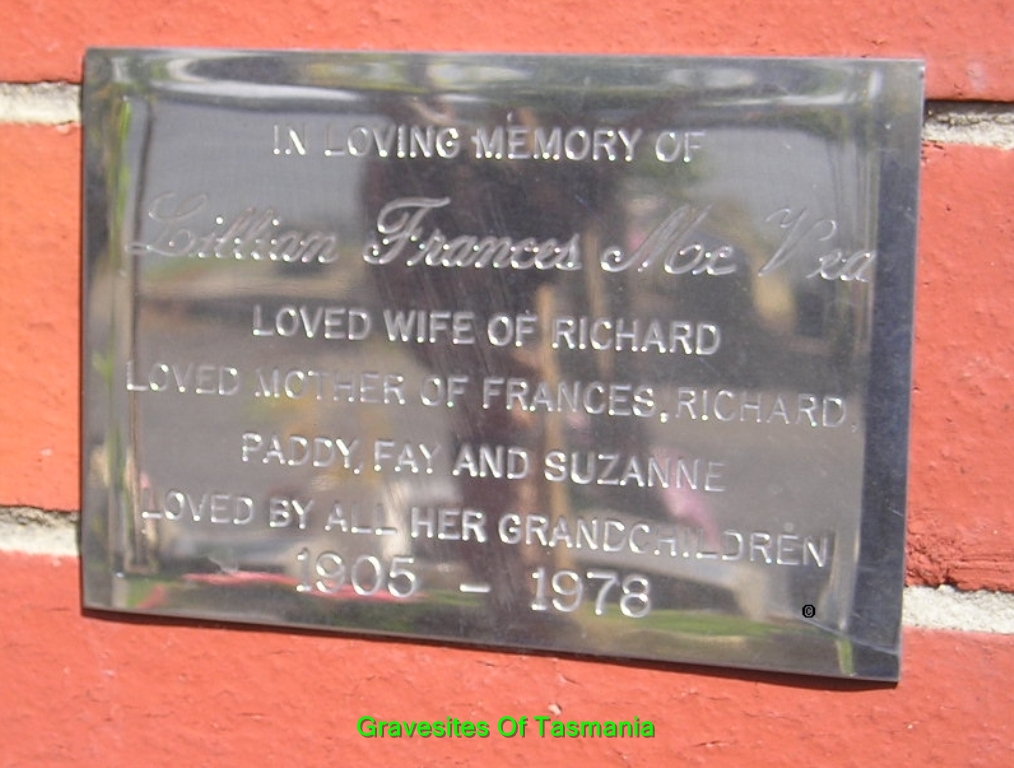 IN LOVING MEMORY OF
Lillian Frances Mc Vea
LOVED WIFE OF RICHARD
LOVED MOTHER OF FRANCES, RICHARD,
PADDY, FAY AND SUZANNE
LOVED BY ALL HER GRANDCHILDREN
1905 - 1978
©
Gravesites Of Tasmania